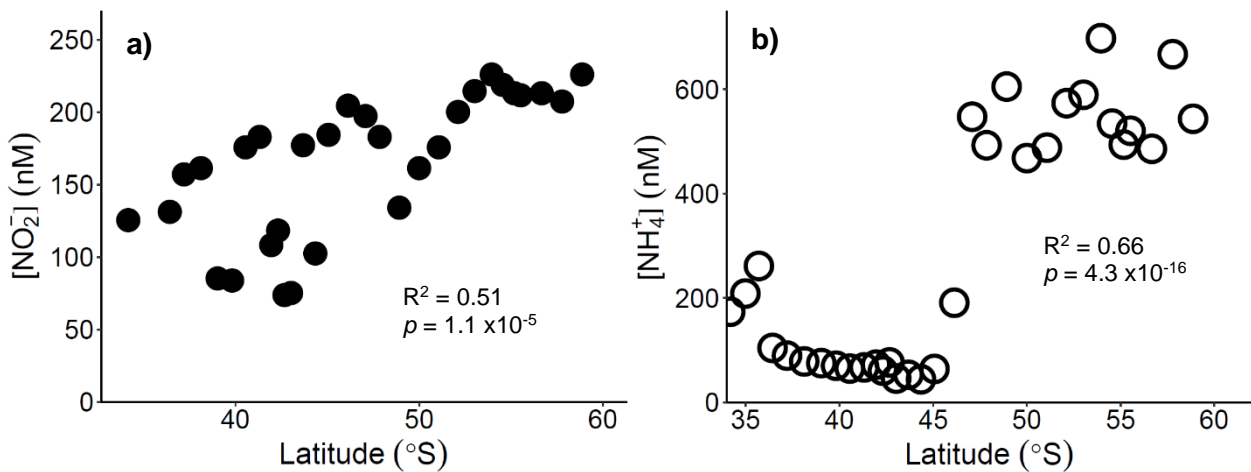 a)
[NO₂⁻] (nM)
250
200
150
100
50
0
R² = 0.51
p = 1.1 x10⁻⁵
40
50
60
Latitude (°S)
b)
[NH₄⁺] (nM)
600
400
200
0
R² = 0.66
p = 4.3 x10⁻¹⁶
35
40
45
50
55
60
Latitude (°S)